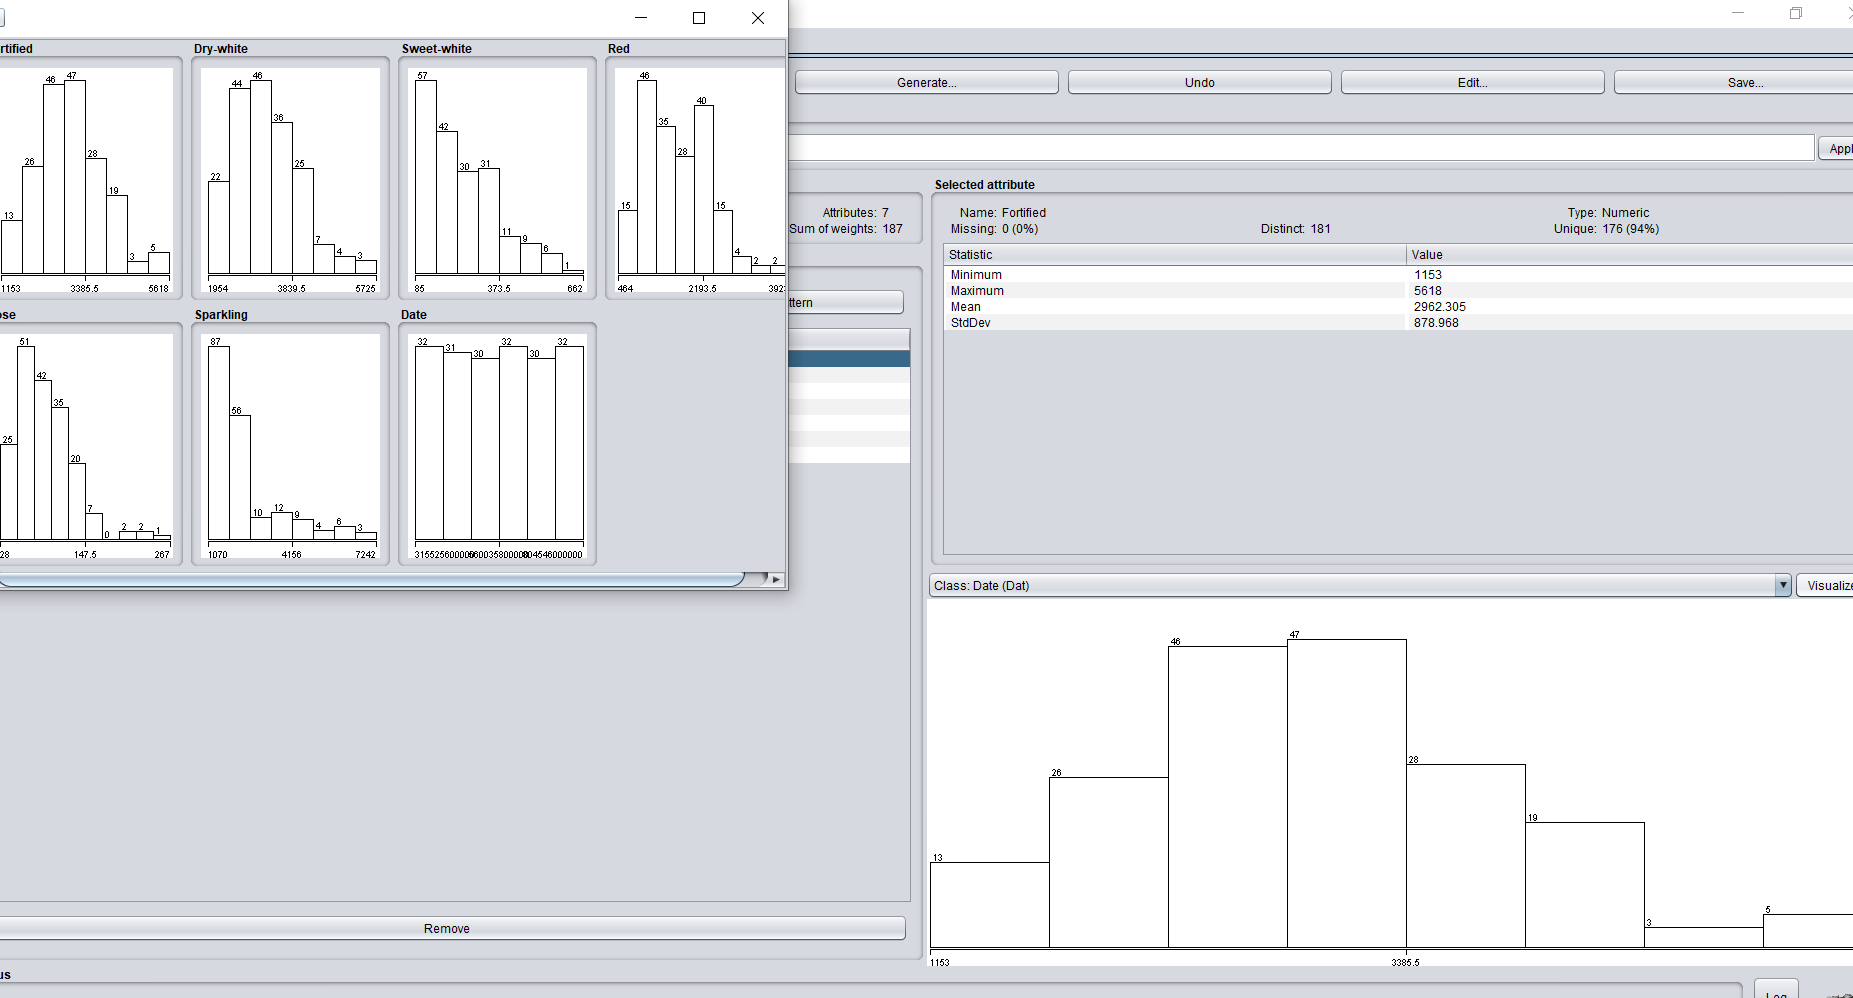 rtified Dry-white Sweet-white Red
13 26 46 47 28 19 3 5
1153 3385.5 5618
22 44 46 36 25 7 4 3
1954 3839.5 5725
57 42 30 31 11 9 6 1
85 373.5 662
15 46 35 28 40 15 4 2 2
464 2193.5 392
ose Sparkling Date
25 51 42 35 20 7 0 2 2 1
28 147.5 267
87 56 10 12 9 4 6 3
1070 4156 7242
32 31 30 32 30 32
Generate... Undo Edit... Save...
Appl
Attributes: 7
Sum of weights: 187
ttern
Remove
us
Selected attribute
Name: Fortified Type: Numeric
Missing: 0 (0%) Distinct: 181 Unique: 176 (94%)
Statistic Value
Minimum 1153
Maximum 5618
Mean 2962.305
StdDev 878.968
Class: Date (Dat) Visualize
13 26 46 47 28 19 3 5
1153 3385.5
Log